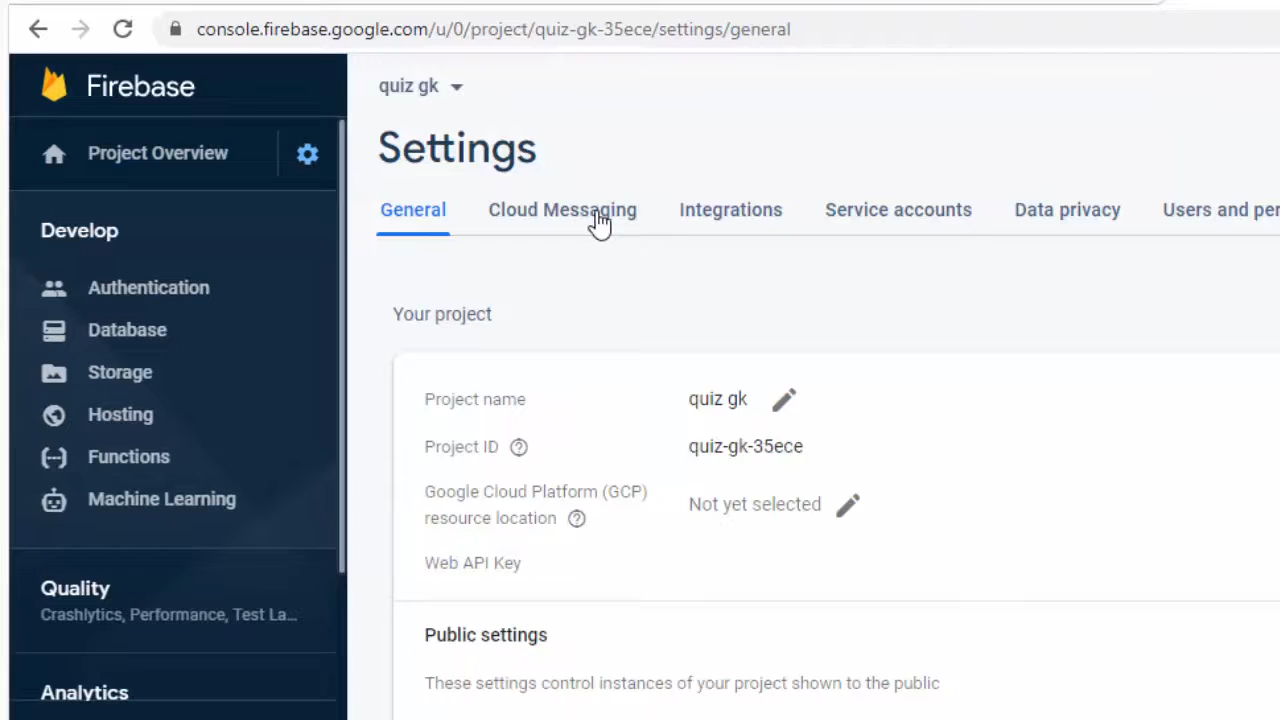 console.firebase.google.com/u/0/project/quiz-gk-35ece/settings/general
Firebase
Project Overview
Develop
Authentication
Database
Storage
Hosting
Functions
Machine Learning
Quality
Crashlytics, Performance, Test La...
Analytics
quiz gk
Settings
General Cloud Messaging Integrations Service accounts Data privacy Users and per
Your project
Project name quiz gk
Project ID quiz-gk-35ece
Google Cloud Platform (GCP)
resource location Not yet selected
Web API Key
Public settings
These settings control instances of your project shown to the public